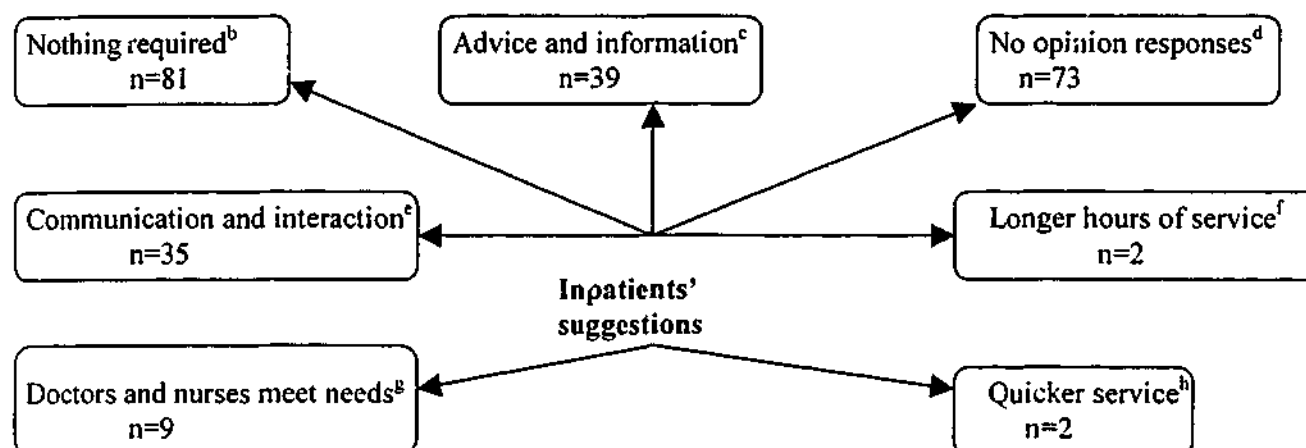 Nothing required^b
n=81
Advice and information^c
n=39
No opinion responses^d
n=73
Communication and interaction^e
n=35
Longer hours of service^f
n=2
Inpatients'
suggestions
Doctors and nurses meet needs^g
n=9
Quicker service^h
n=2